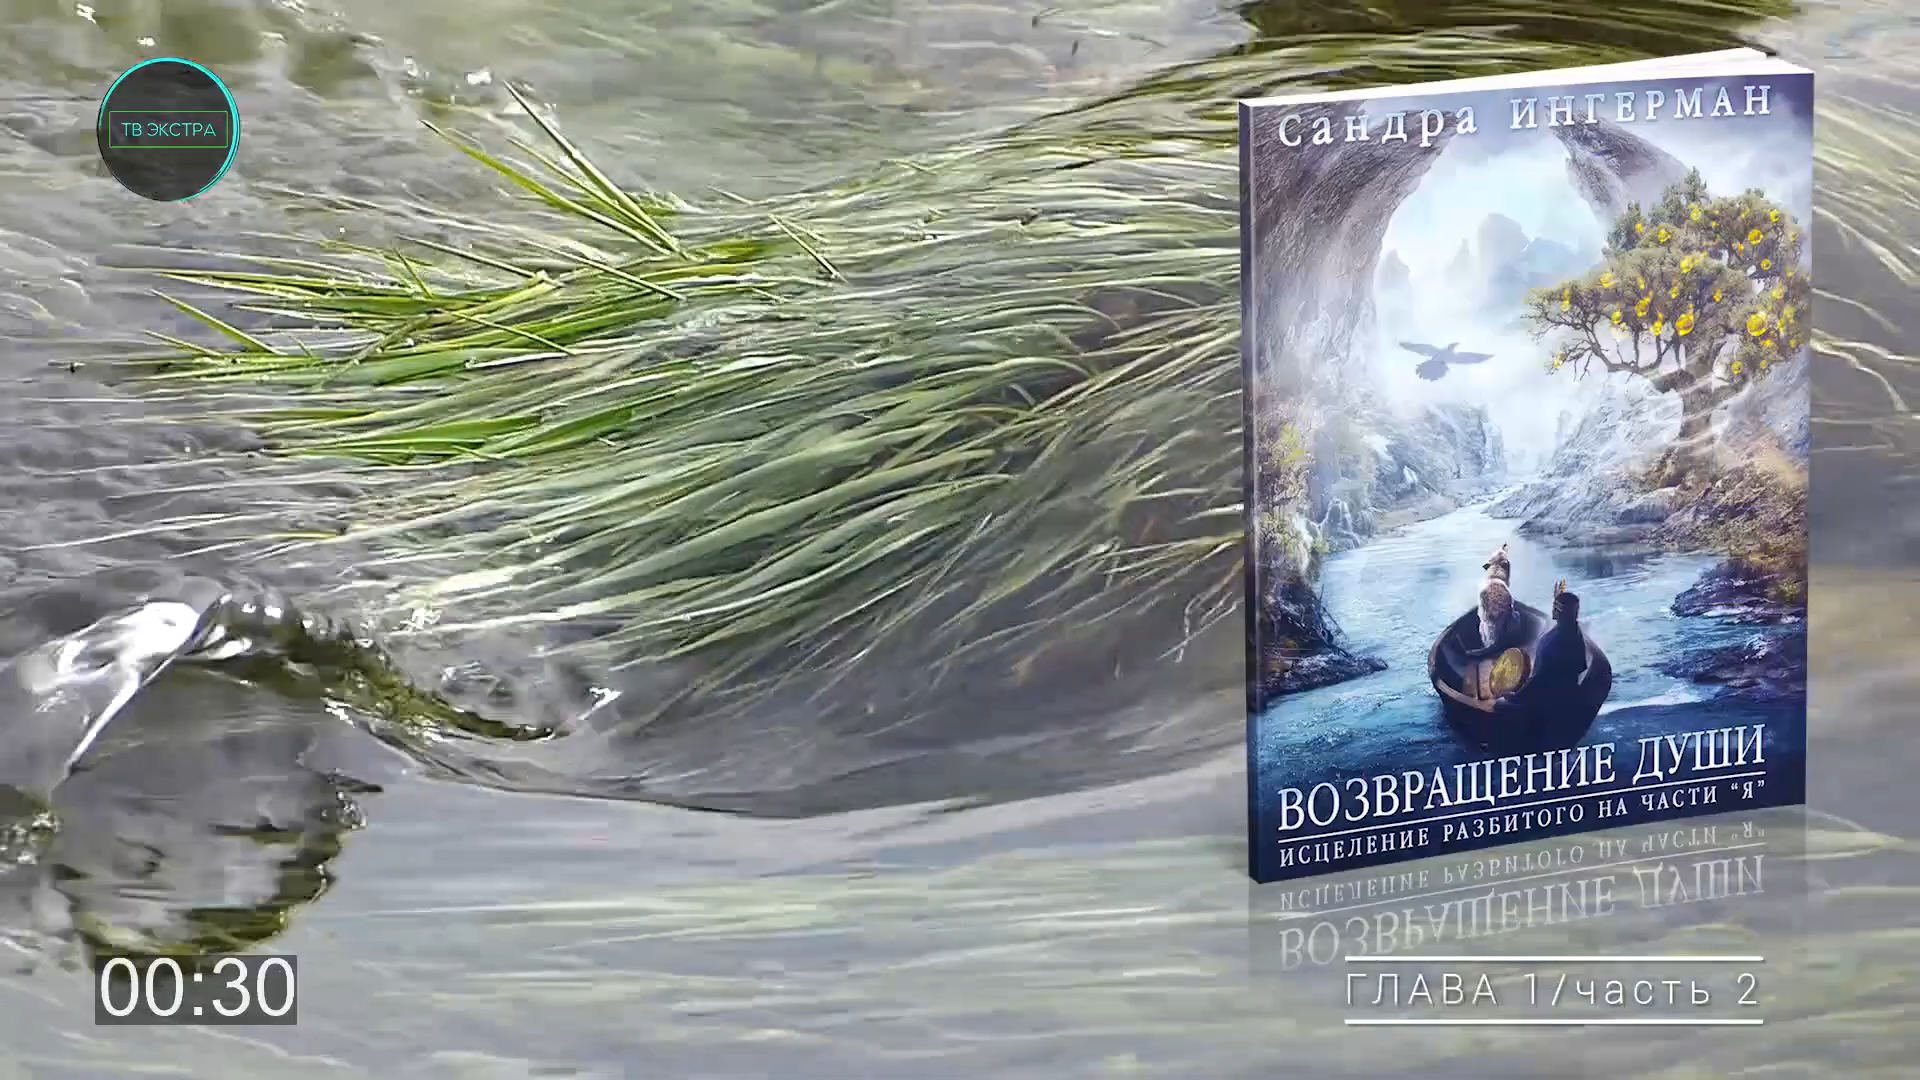 ТВ ЭКСТРА
Сандра ИНГЕРМАН
ВОЗВРАЩЕНИЕ ДУШИ
ИСЦЕЛЕНИЕ РАЗБИТОГО НА ЧАСТИ "Я"
00:30
ГЛАВА 1/часть 2